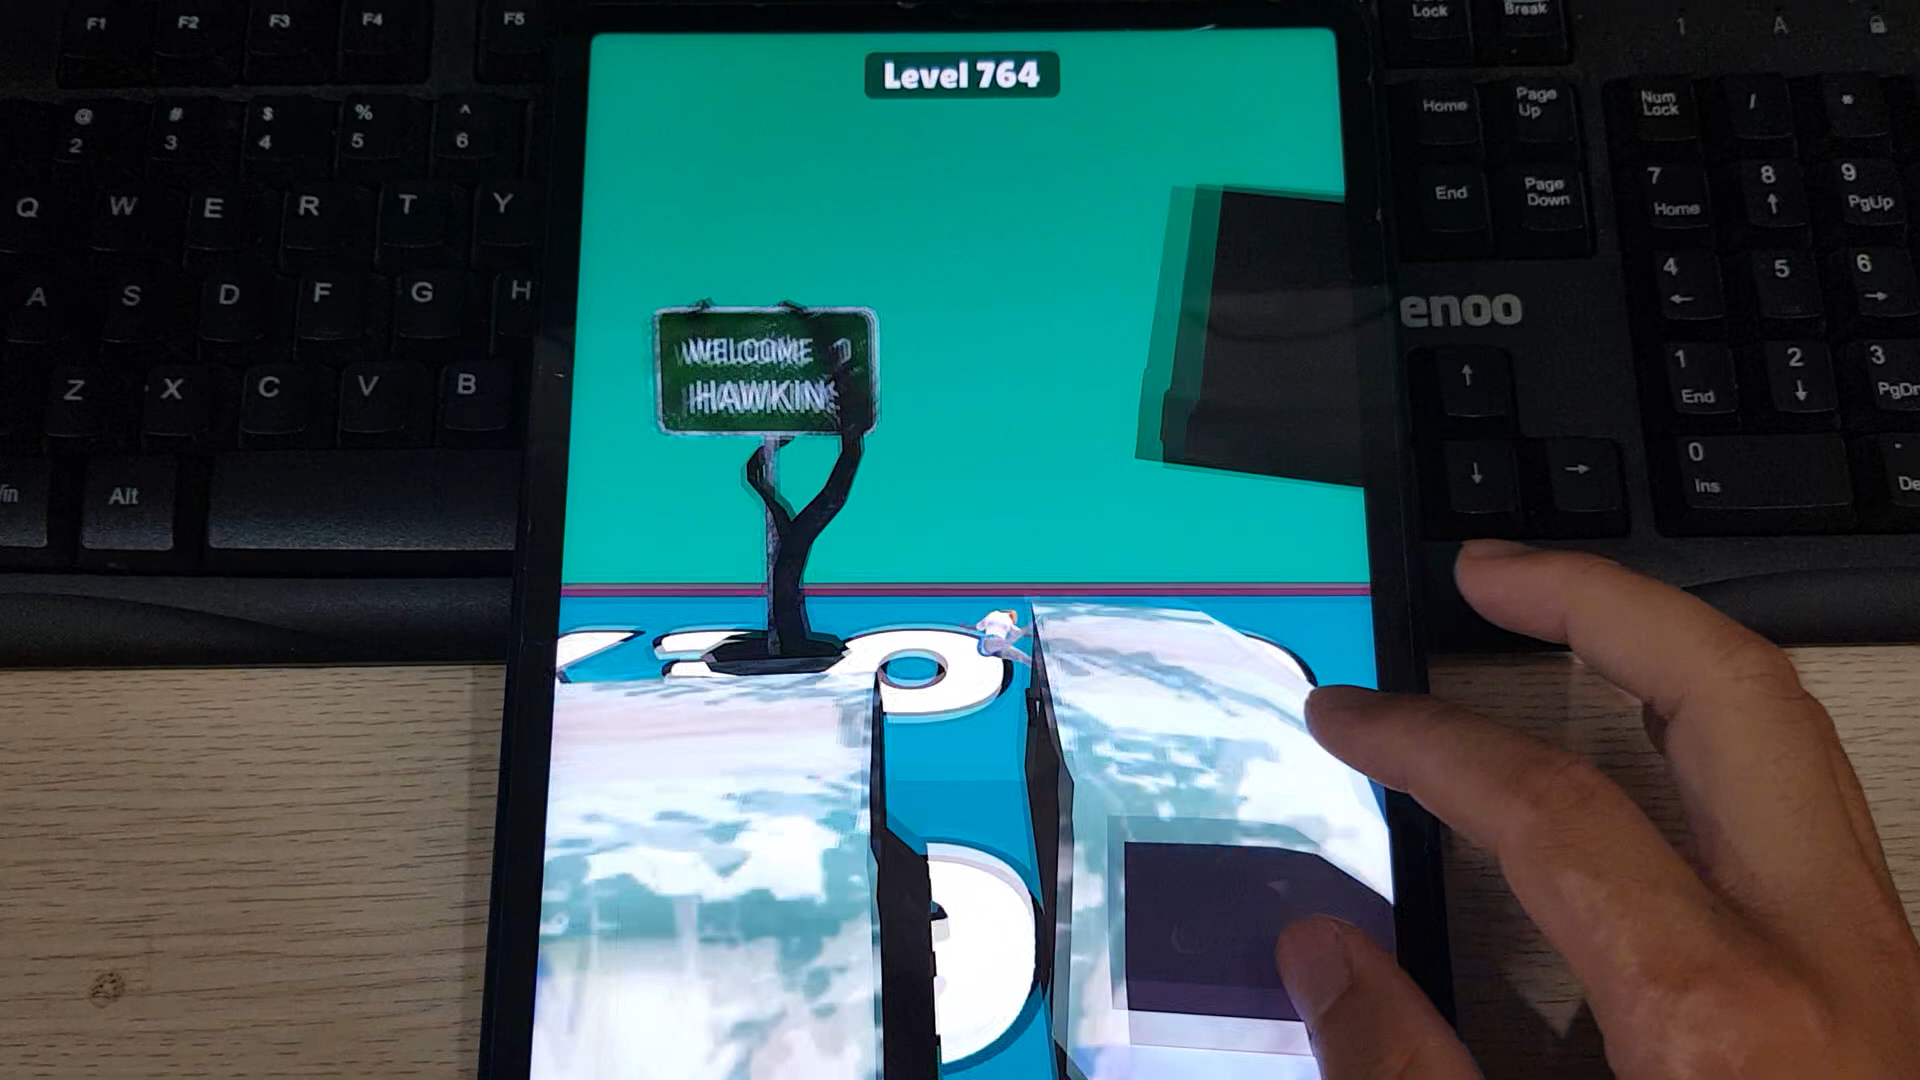 F1 F2 F3 F4 F5
Lock
Break
1 A
Level 764
@ # $ % ^
2 3 4 5 6
Home
Page Up
Num Lock
/ *
Q W E R T Y
End
Page Down
7 Home
8
9 PgUp
A S D F G H
4
5
6
WELCOME
HAWKINS
enoo
Z X C V B
1 End
2
3
Alt
0 Ins